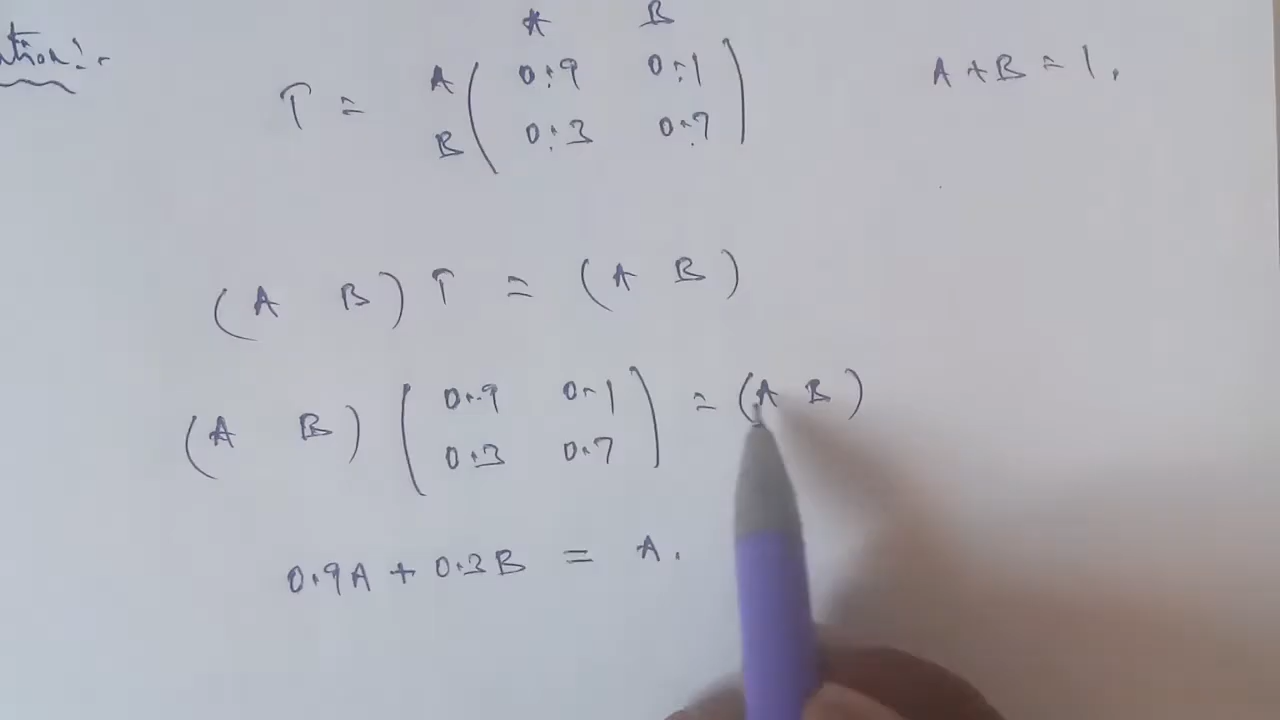 A B
T = A ( 0.9 0.1 ) A + B = 1.
B ( 0.3 0.7 )
( A B ) T = ( A B )
( A B ) ( 0.9 0.1 ) = ( A B )
( 0.3 0.7 )
0.9A + 0.3B = A.